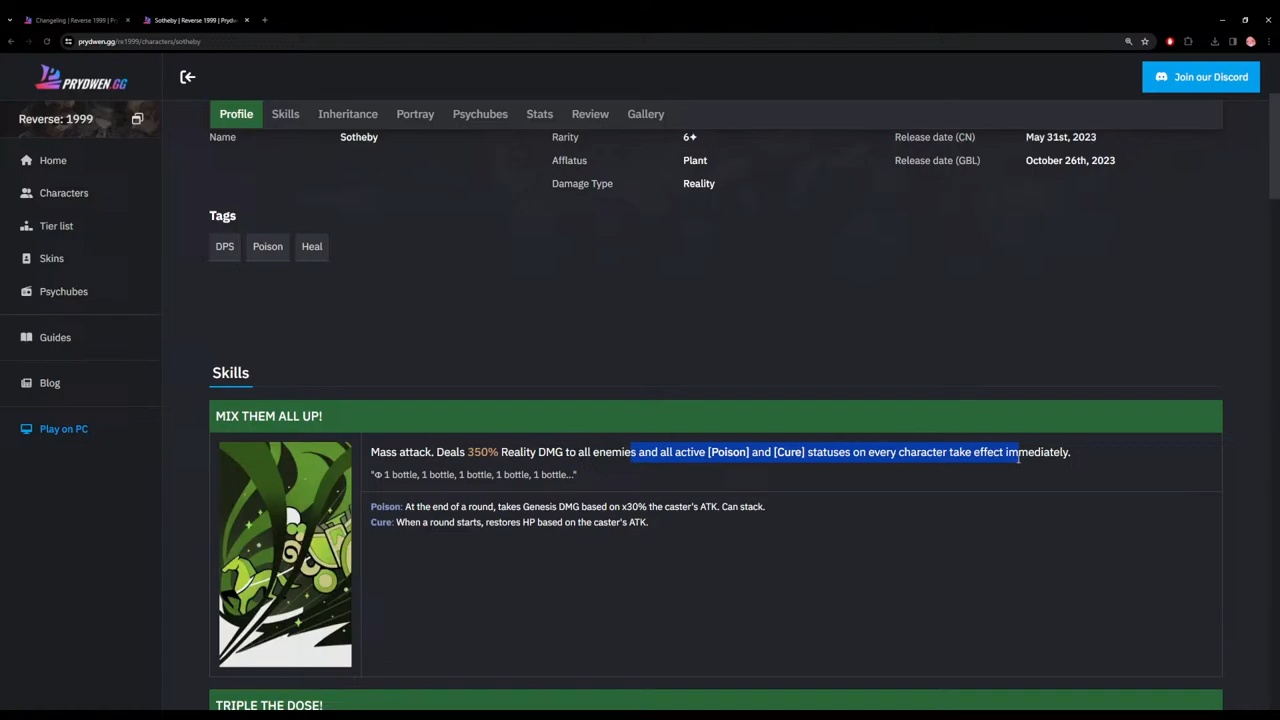 Changeling | Reverse 1999 | Pr
Sotheby | Reverse 1999 | Prydw
prydwen.gg/re1999/characters/sotheby
PRYDWEN.GG
Join our Discord
Reverse: 1999
Profile
Skills
Inheritance
Portray
Psychubes
Stats
Review
Gallery
Name
Sotheby
Rarity
6✦
Release date (CN)
May 31st, 2023
Afflatus
Plant
Release date (GBL)
October 26th, 2023
Damage Type
Reality
Home
Characters
Tier list
Skins
Psychubes
Guides
Blog
Play on PC
Tags
DPS
Poison
Heal
Skills
MIX THEM ALL UP!
Mass attack. Deals 350% Reality DMG to all enemies and all active [Poison] and [Cure] statuses on every character take effect immediately.
"Φ 1 bottle, 1 bottle, 1 bottle, 1 bottle, 1 bottle..."
Poison: At the end of a round, takes Genesis DMG based on x30% the caster's ATK. Can stack.
Cure: When a round starts, restores HP based on the caster's ATK.
TRIPLE THE DOSE!